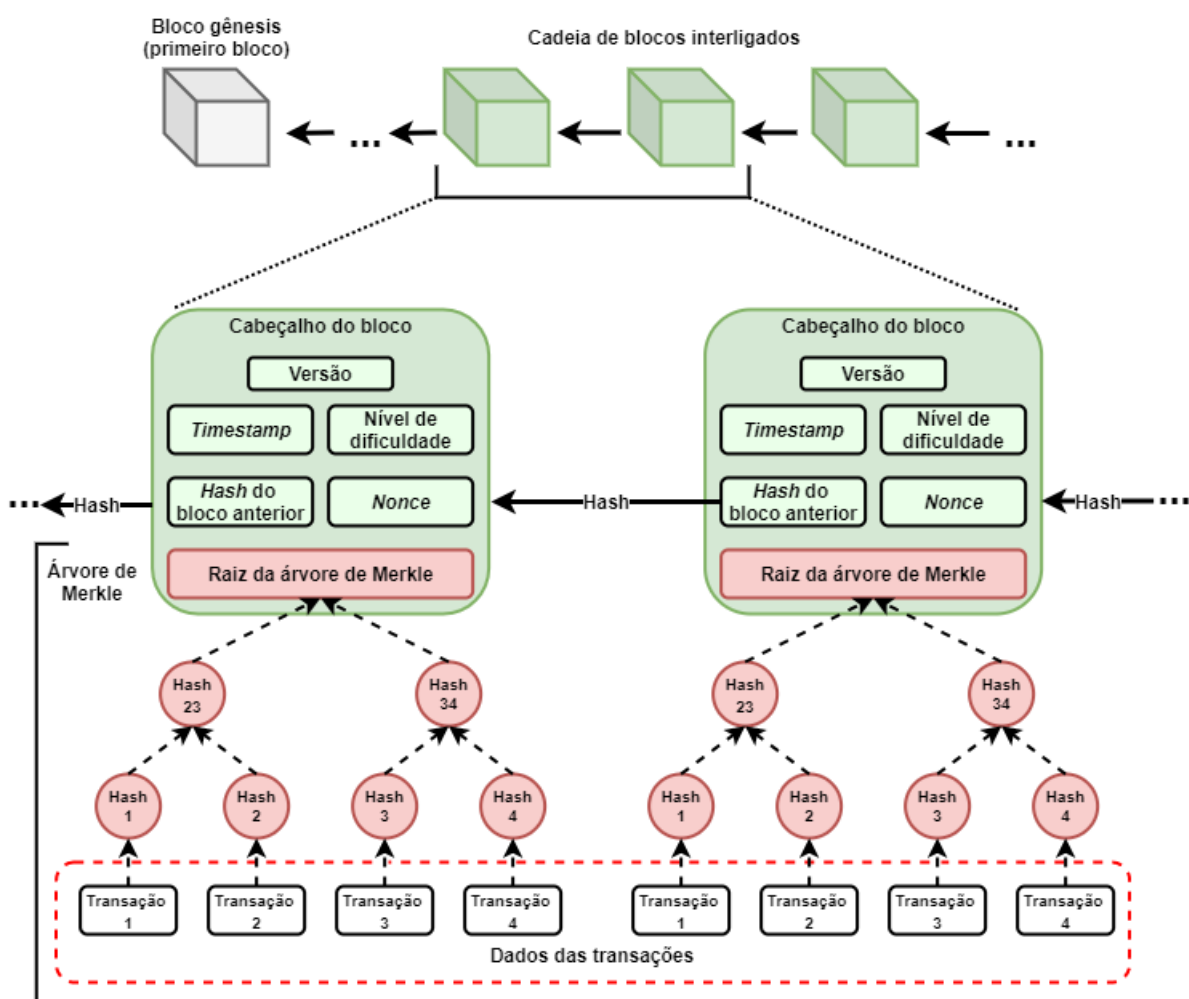 Bloco gênesis
(primeiro bloco)
Cadeia de blocos interligados
...
...
Cabeçalho do bloco
Versão
Timestamp
Nível de
dificuldade
Hash do
bloco anterior
Nonce
Raiz da árvore de Merkle
Cabeçalho do bloco
Versão
Timestamp
Nível de
dificuldade
Hash do
bloco anterior
Nonce
Raiz da árvore de Merkle
...
Hash
Hash
Hash
...
Árvore de
Merkle
Hash
23
Hash
34
Hash
23
Hash
34
Hash
1
Hash
2
Hash
3
Hash
4
Hash
1
Hash
2
Hash
3
Hash
4
Transação
1
Transação
2
Transação
3
Transação
4
Transação
1
Transação
2
Transação
3
Transação
4
Dados das transações